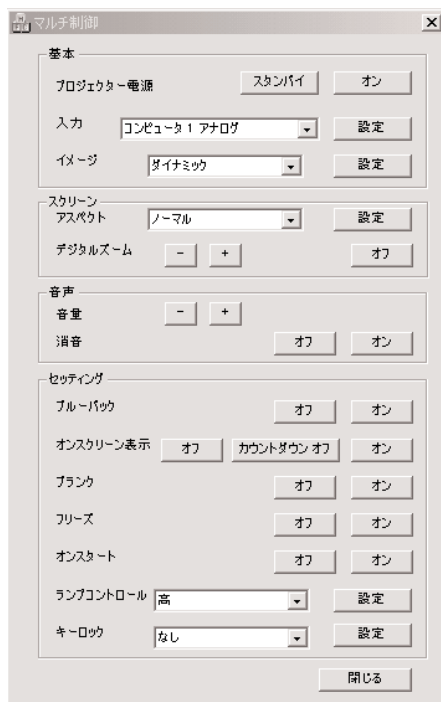 マルチ制御
基本
プロジェクター電源 スタンバイ オン
入力 コンピュータ 1 アナログ 設定
イメージ ダイナミック 設定
スクリーン
アスペクト ノーマル 設定
デジタルズーム - + オフ
音声
音量 - +
消音 オフ オン
セッティング
ブルーバック オフ オン
オンスクリーン表示 オフ カウントダウン オフ オン
ブランク オフ オン
フリーズ オフ オン
オンスタート オフ オン
ランプコントロール 高 設定
キーロック なし 設定
閉じる